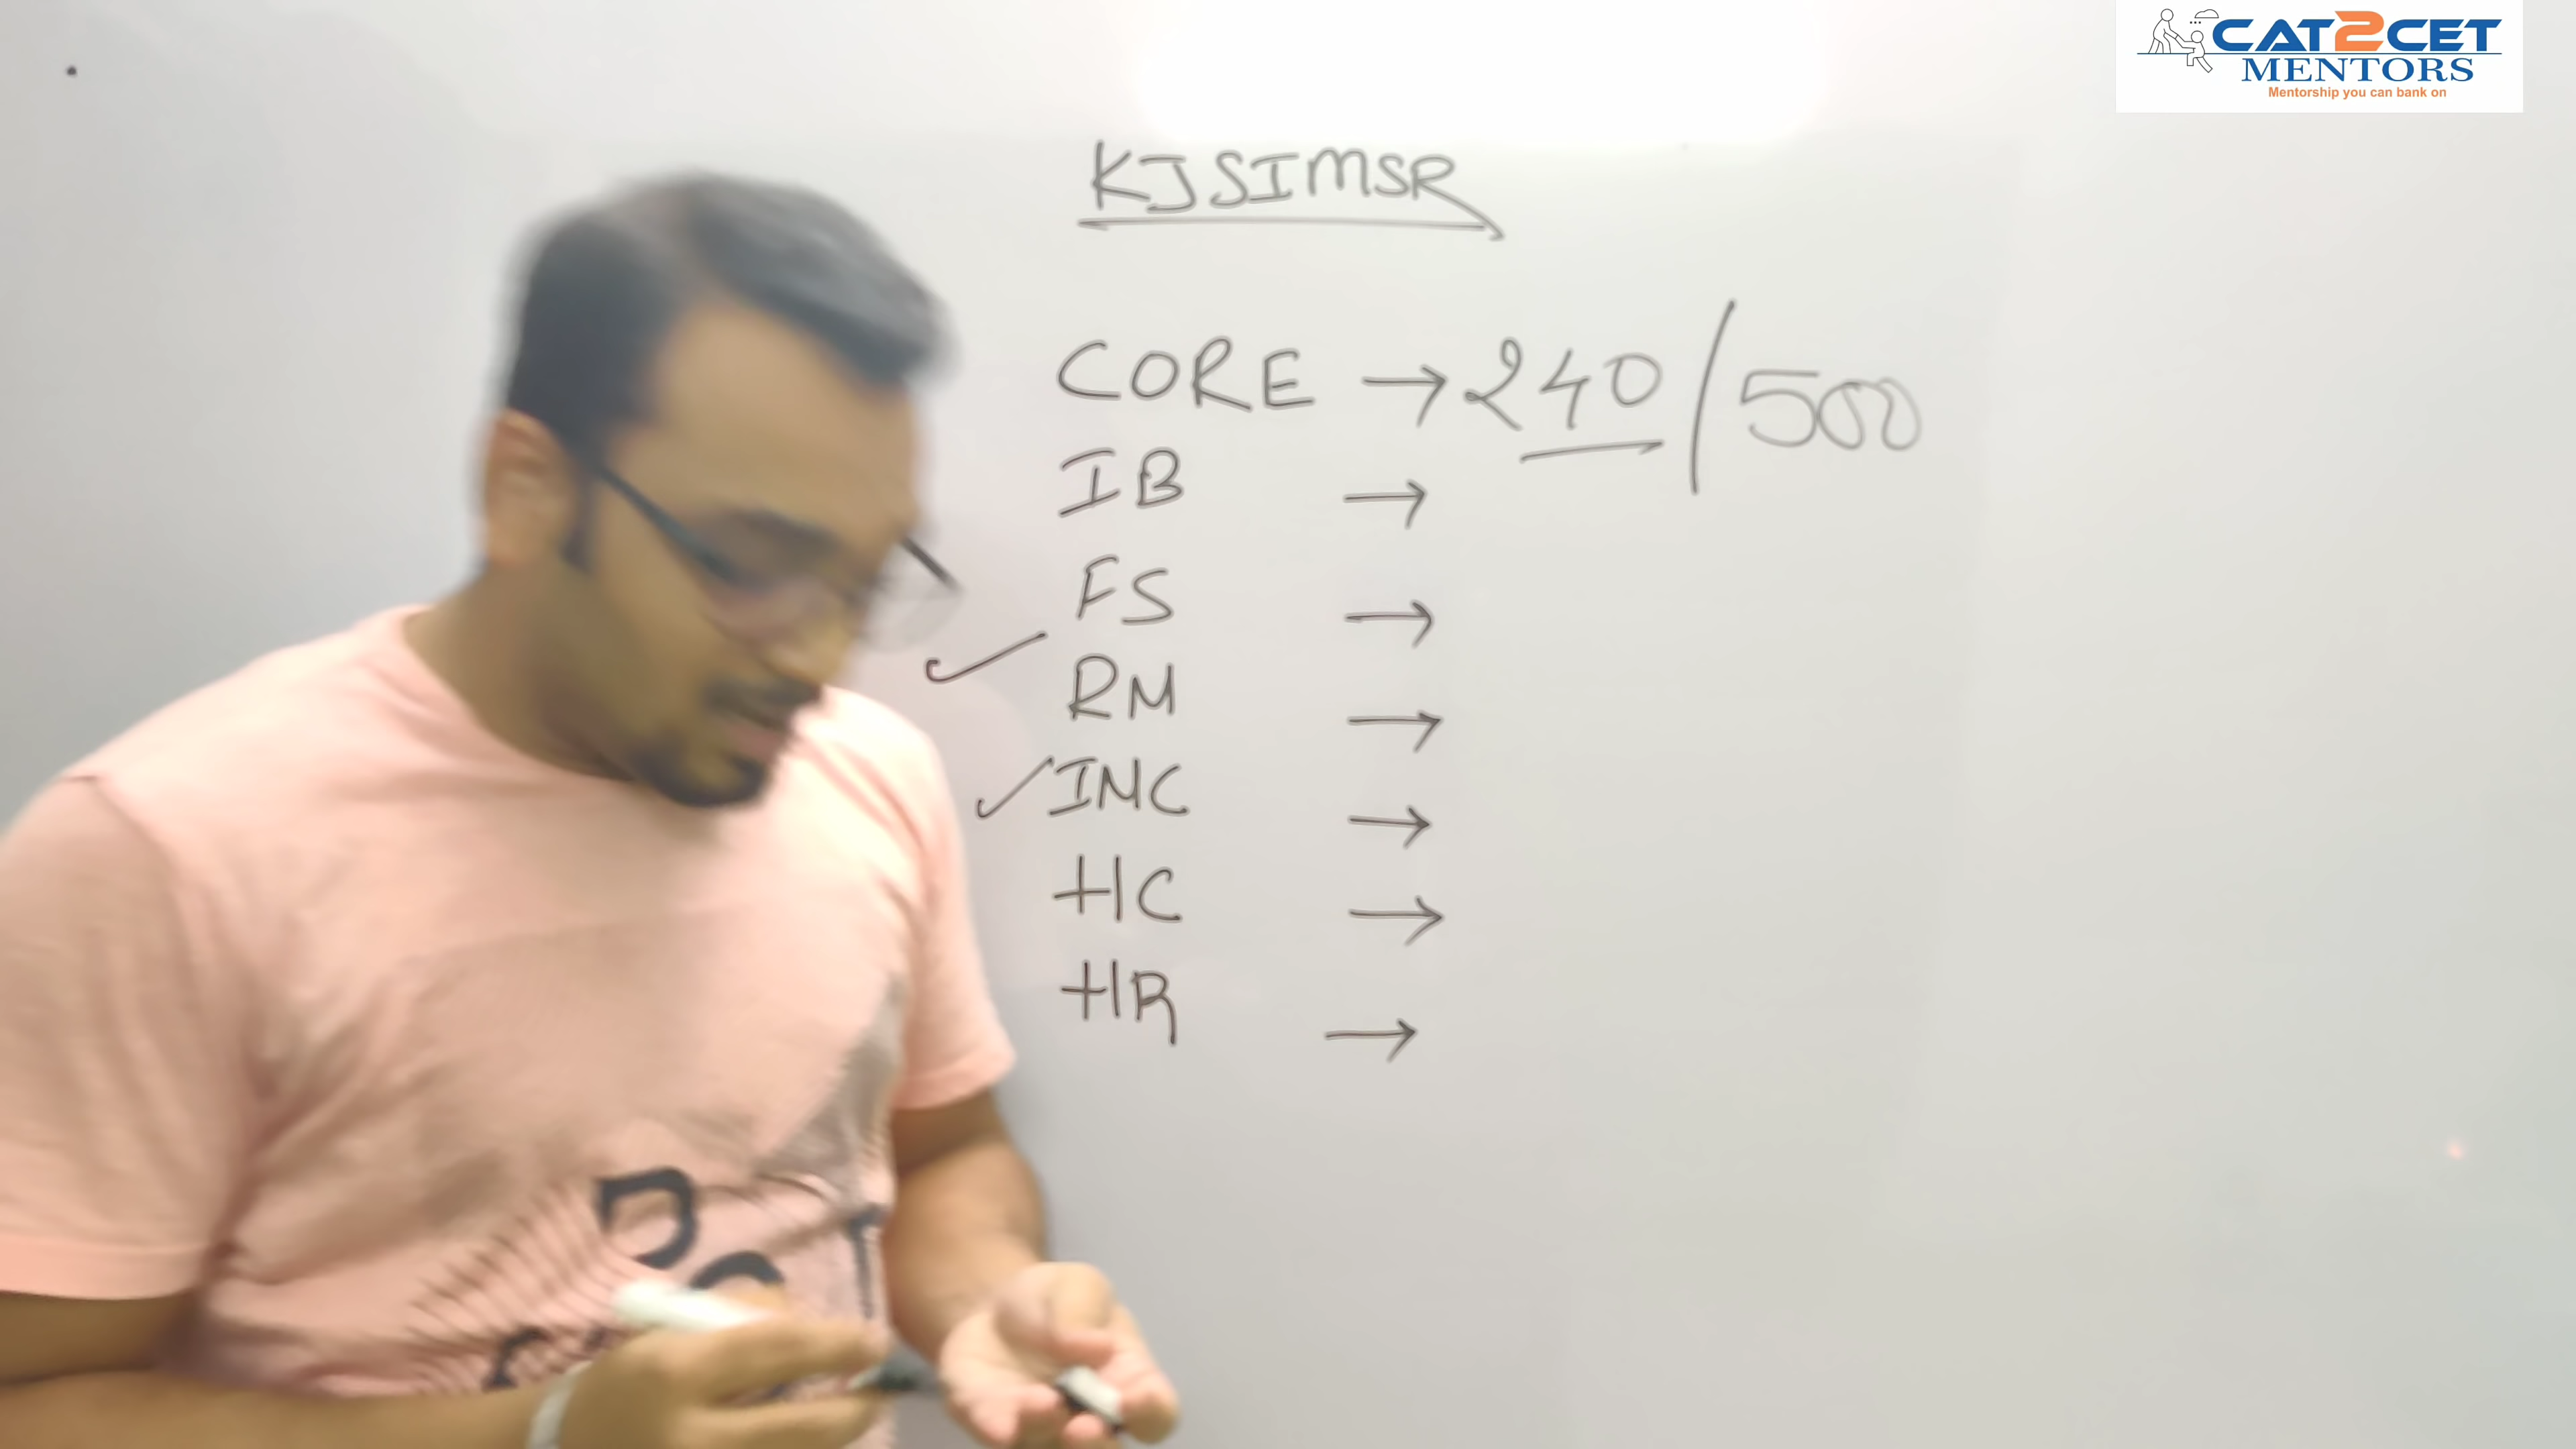 CAT2CET
MENTORS
Mentorship you can bank on
KJSIMSR
CORE → 240/500
IB →
FS →
RM →
INC →
HC →
HR →